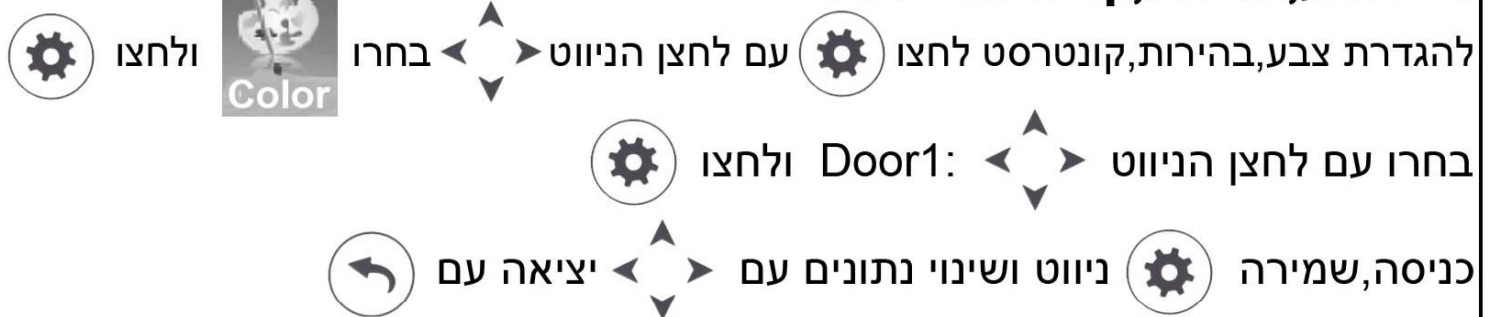 להגדרת צבע,בהירות,קונטרסט לחצו עם לחצן הניווט בחרו Color ולחצו
בחרו עם לחצן הניווט Door1: ולחצו
כניסה,שמירה ניווט ושינוי נתונים עם יציאה עם